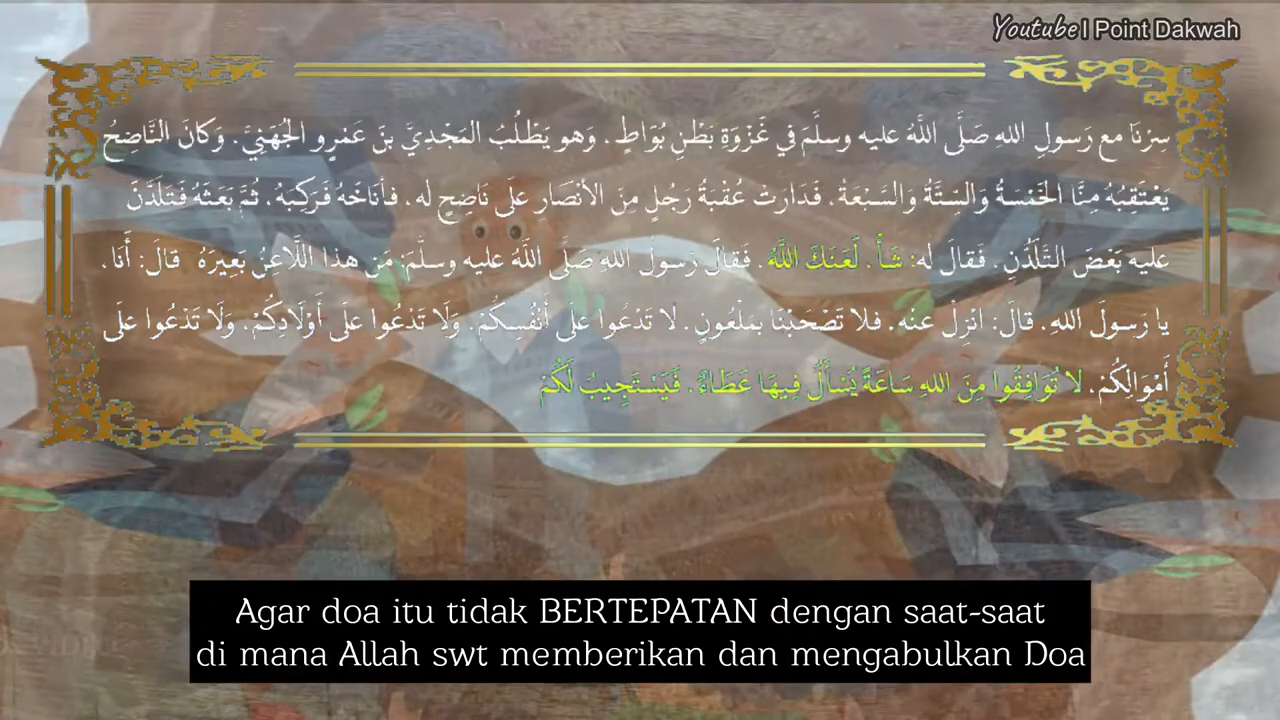 Youtube| Point Dakwah
سِرْنَا مع رَسولِ اللهِ صَلَّى اللَّهُ عليه وسلَّمَ في غَزْوَةِ بَطْنِ بُوَاطٍ. وَهو يَطْلُبُ المَجْدِيَّ بنَ عَمْرٍو الجُهَنِيَّ. وَكانَ النَّاضِحُ
يَعْتَقِبُهُ مِنَّا الخَمْسَةُ وَالسِّتَّةُ وَالسَّبْعَةُ. فَدَارَتْ عُقْبَةُ رَجُلٍ مِنَ الأنْصَارِ علَى نَاضِحٍ له. فأنَاخَهُ فَرَكِبَهُ. ثُمَّ بَعَثَهُ فَتَلَدَّنَ
عليه بَعْضَ التَّلَدُّنِ. فَقالَ له: شَأْ. لَعَنَكَ اللَّهُ. فَقالَ رَسولُ اللهِ صَلَّى اللَّهُ عليه وسلَّمَ: مَن هذا اللَّاعِنُ بَعِيرَهُ قالَ: أَنَا.
يا رَسولَ اللهِ. قالَ: انْزِلْ عَنْه. فلا تَصْحَبْنَا بمَلْعُونٍ. لا تَدْعُوا علَى أَنْفُسِكُمْ. وَلَا تَدْعُوا علَى أَوْلَادِكُمْ. وَلَا تَدْعُوا علَى
أَمْوَالِكُمْ. لا تُوَافِقُوا مِنَ اللهِ سَاعَةً يُسْأَلُ فِيهَا عَطَاءٌ. فَيَسْتَجِيبُ لَكُمْ
Agar doa itu tidak BERTEPATAN dengan saat-saat
di mana Allah swt memberikan dan mengabulkan Doa